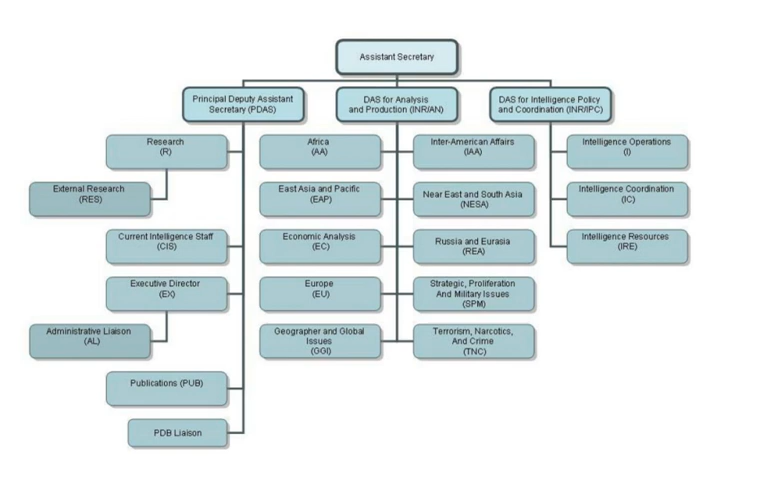 Assistant Secretary
Principal Deputy Assistant
Secretary (PDAS)
DAS for Analysis
and Production (INR/AN)
DAS for Intelligence Policy
and Coordination (INR/IPC)
Research
(R)
External Research
(RES)
Current Intelligence Staff
(CIS)
Executive Director
(EX)
Administrative Liaison
(AL)
Publications (PUB)
PDB Liaison
Africa
(AA)
East Asia and Pacific
(EAP)
Economic Analysis
(EC)
Europe
(EU)
Geographer and Global
Issues
(GGI)
Inter-American Affairs
(IAA)
Near East and South Asia
(NESA)
Russia and Eurasia
(REA)
Strategic, Proliferation
And Military Issues
(SPM)
Terrorism, Narcotics,
And Crime
(TNC)
Intelligence Operations
(I)
Intelligence Coordination
(IC)
Intelligence Resources
(IRE)